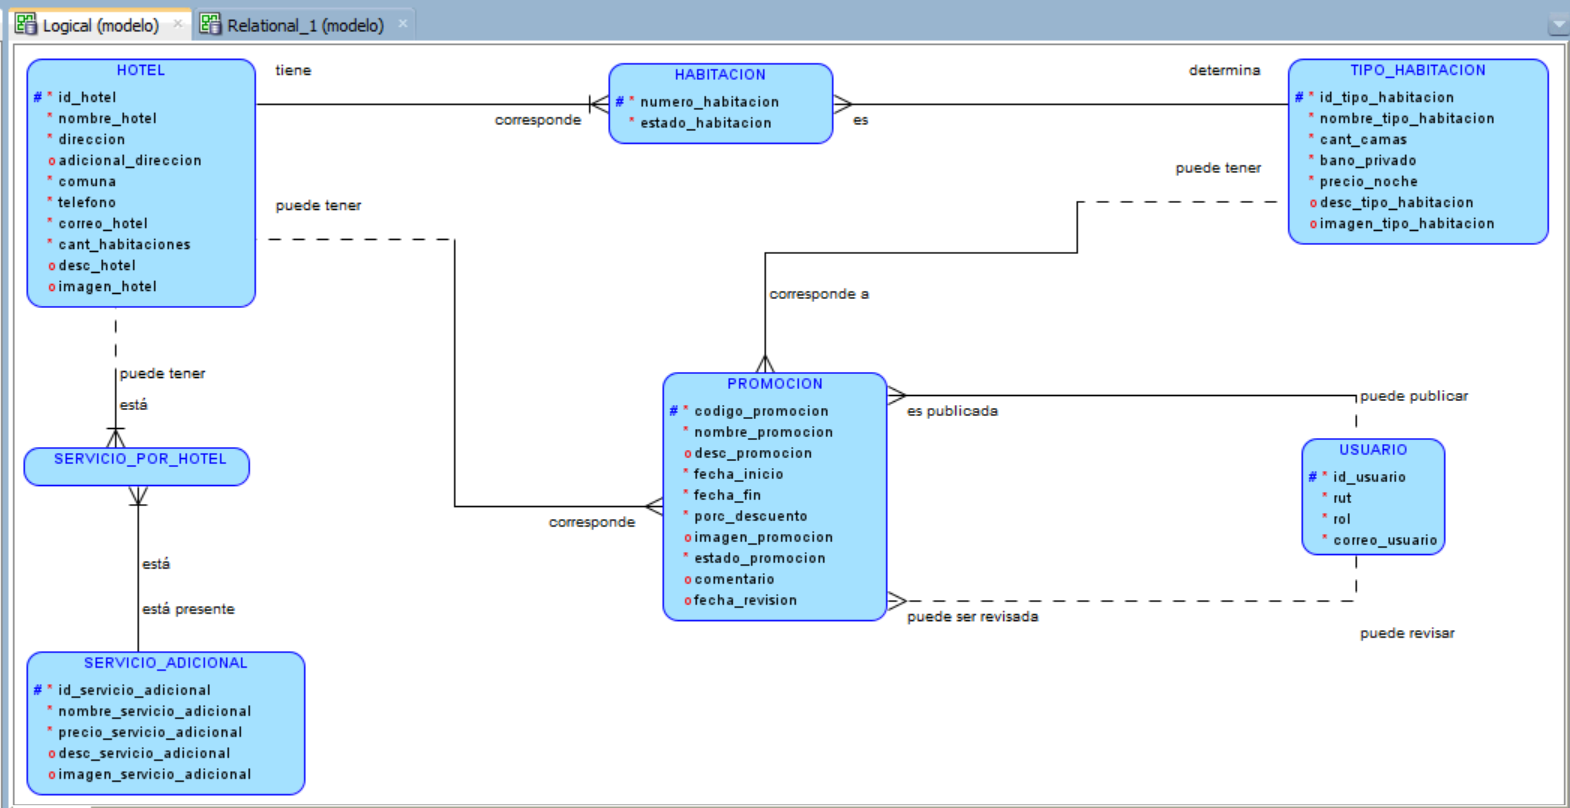 Logical (modelo)
Relational_1 (modelo)
HOTEL
# * id_hotel
* nombre_hotel
* direccion
o adicional_direccion
* comuna
* telefono
* correo_hotel
* cant_habitaciones
o desc_hotel
o imagen_hotel
tiene
corresponde
HABITACION
# * numero_habitacion
* estado_habitacion
determina
es
TIPO_HABITACION
# * id_tipo_habitacion
* nombre_tipo_habitacion
* cant_camas
* bano_privado
* precio_noche
o desc_tipo_habitacion
o imagen_tipo_habitacion
puede tener
puede tener
corresponde a
puede tener
está
SERVICIO_POR_HOTEL
corresponde
PROMOCION
# * codigo_promocion
* nombre_promocion
o desc_promocion
* fecha_inicio
* fecha_fin
* porc_descuento
o imagen_promocion
* estado_promocion
o comentario
o fecha_revision
es publicada
puede publicar
USUARIO
# * id_usuario
* rut
* rol
* correo_usuario
puede ser revisada
puede revisar
está
está presente
SERVICIO_ADICIONAL
# * id_servicio_adicional
* nombre_servicio_adicional
* precio_servicio_adicional
o desc_servicio_adicional
o imagen_servicio_adicional